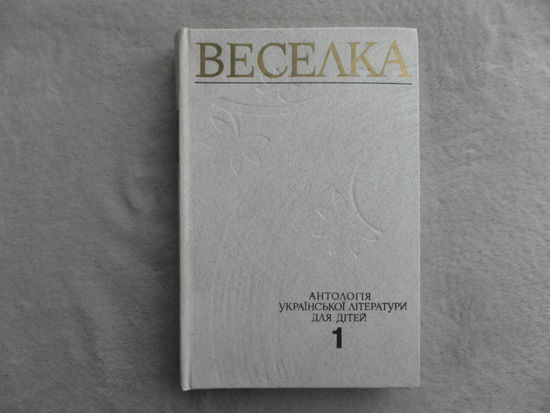 ВЕСЕЛКА
АНТОЛОГІЯ
УКРАЇНСЬКОЇ ЛІТЕРАТУРИ
ДЛЯ ДІТЕЙ
1